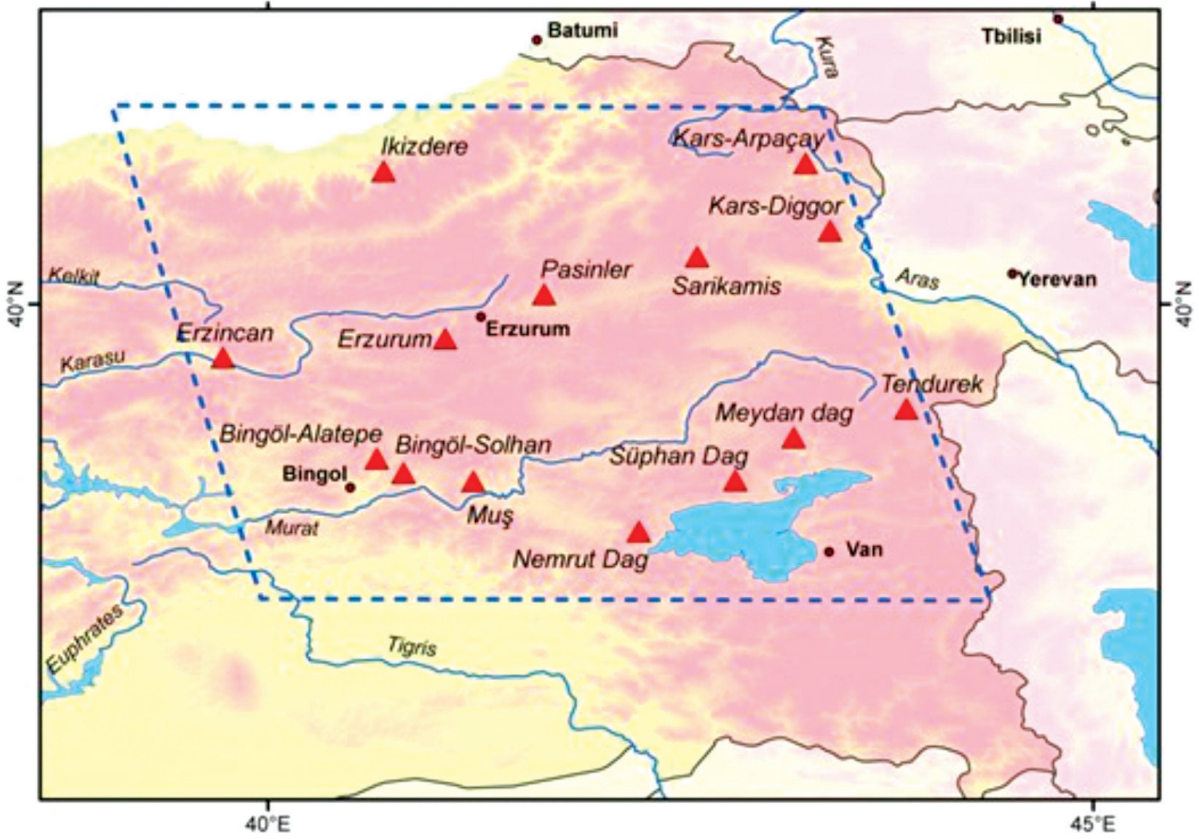 Batumi
Tbilisi
Kura
Kars-Arpaçay
Ikizdere
Kars-Diggor
Pasinler
Sarikamis
Kelkit
Aras
Yerevan
40°N
40°N
Erzincan
Erzurum
Erzurum
Karasu
Tendurek
Meydan dag
Bingöl-Alatepe
Bingöl-Solhan
Süphan Dag
Bingol
Muş
Murat
Nemrut Dag
Van
Euphrates
Tigris
40°E
45°E